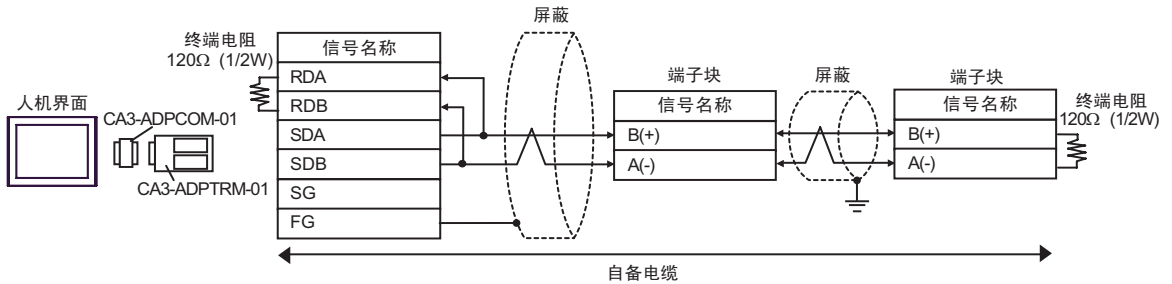 屏蔽
终端电阻
120Ω (1/2W)
信号名称
RDA
RDB
SDA
SDB
SG
FG
人机界面
CA3-ADPCOM-01
CA3-ADPTRM-01
端子块
信号名称
B(+)
A(-)
屏蔽
端子块
信号名称
B(+)
A(-)
终端电阻
120Ω (1/2W)
自备电缆